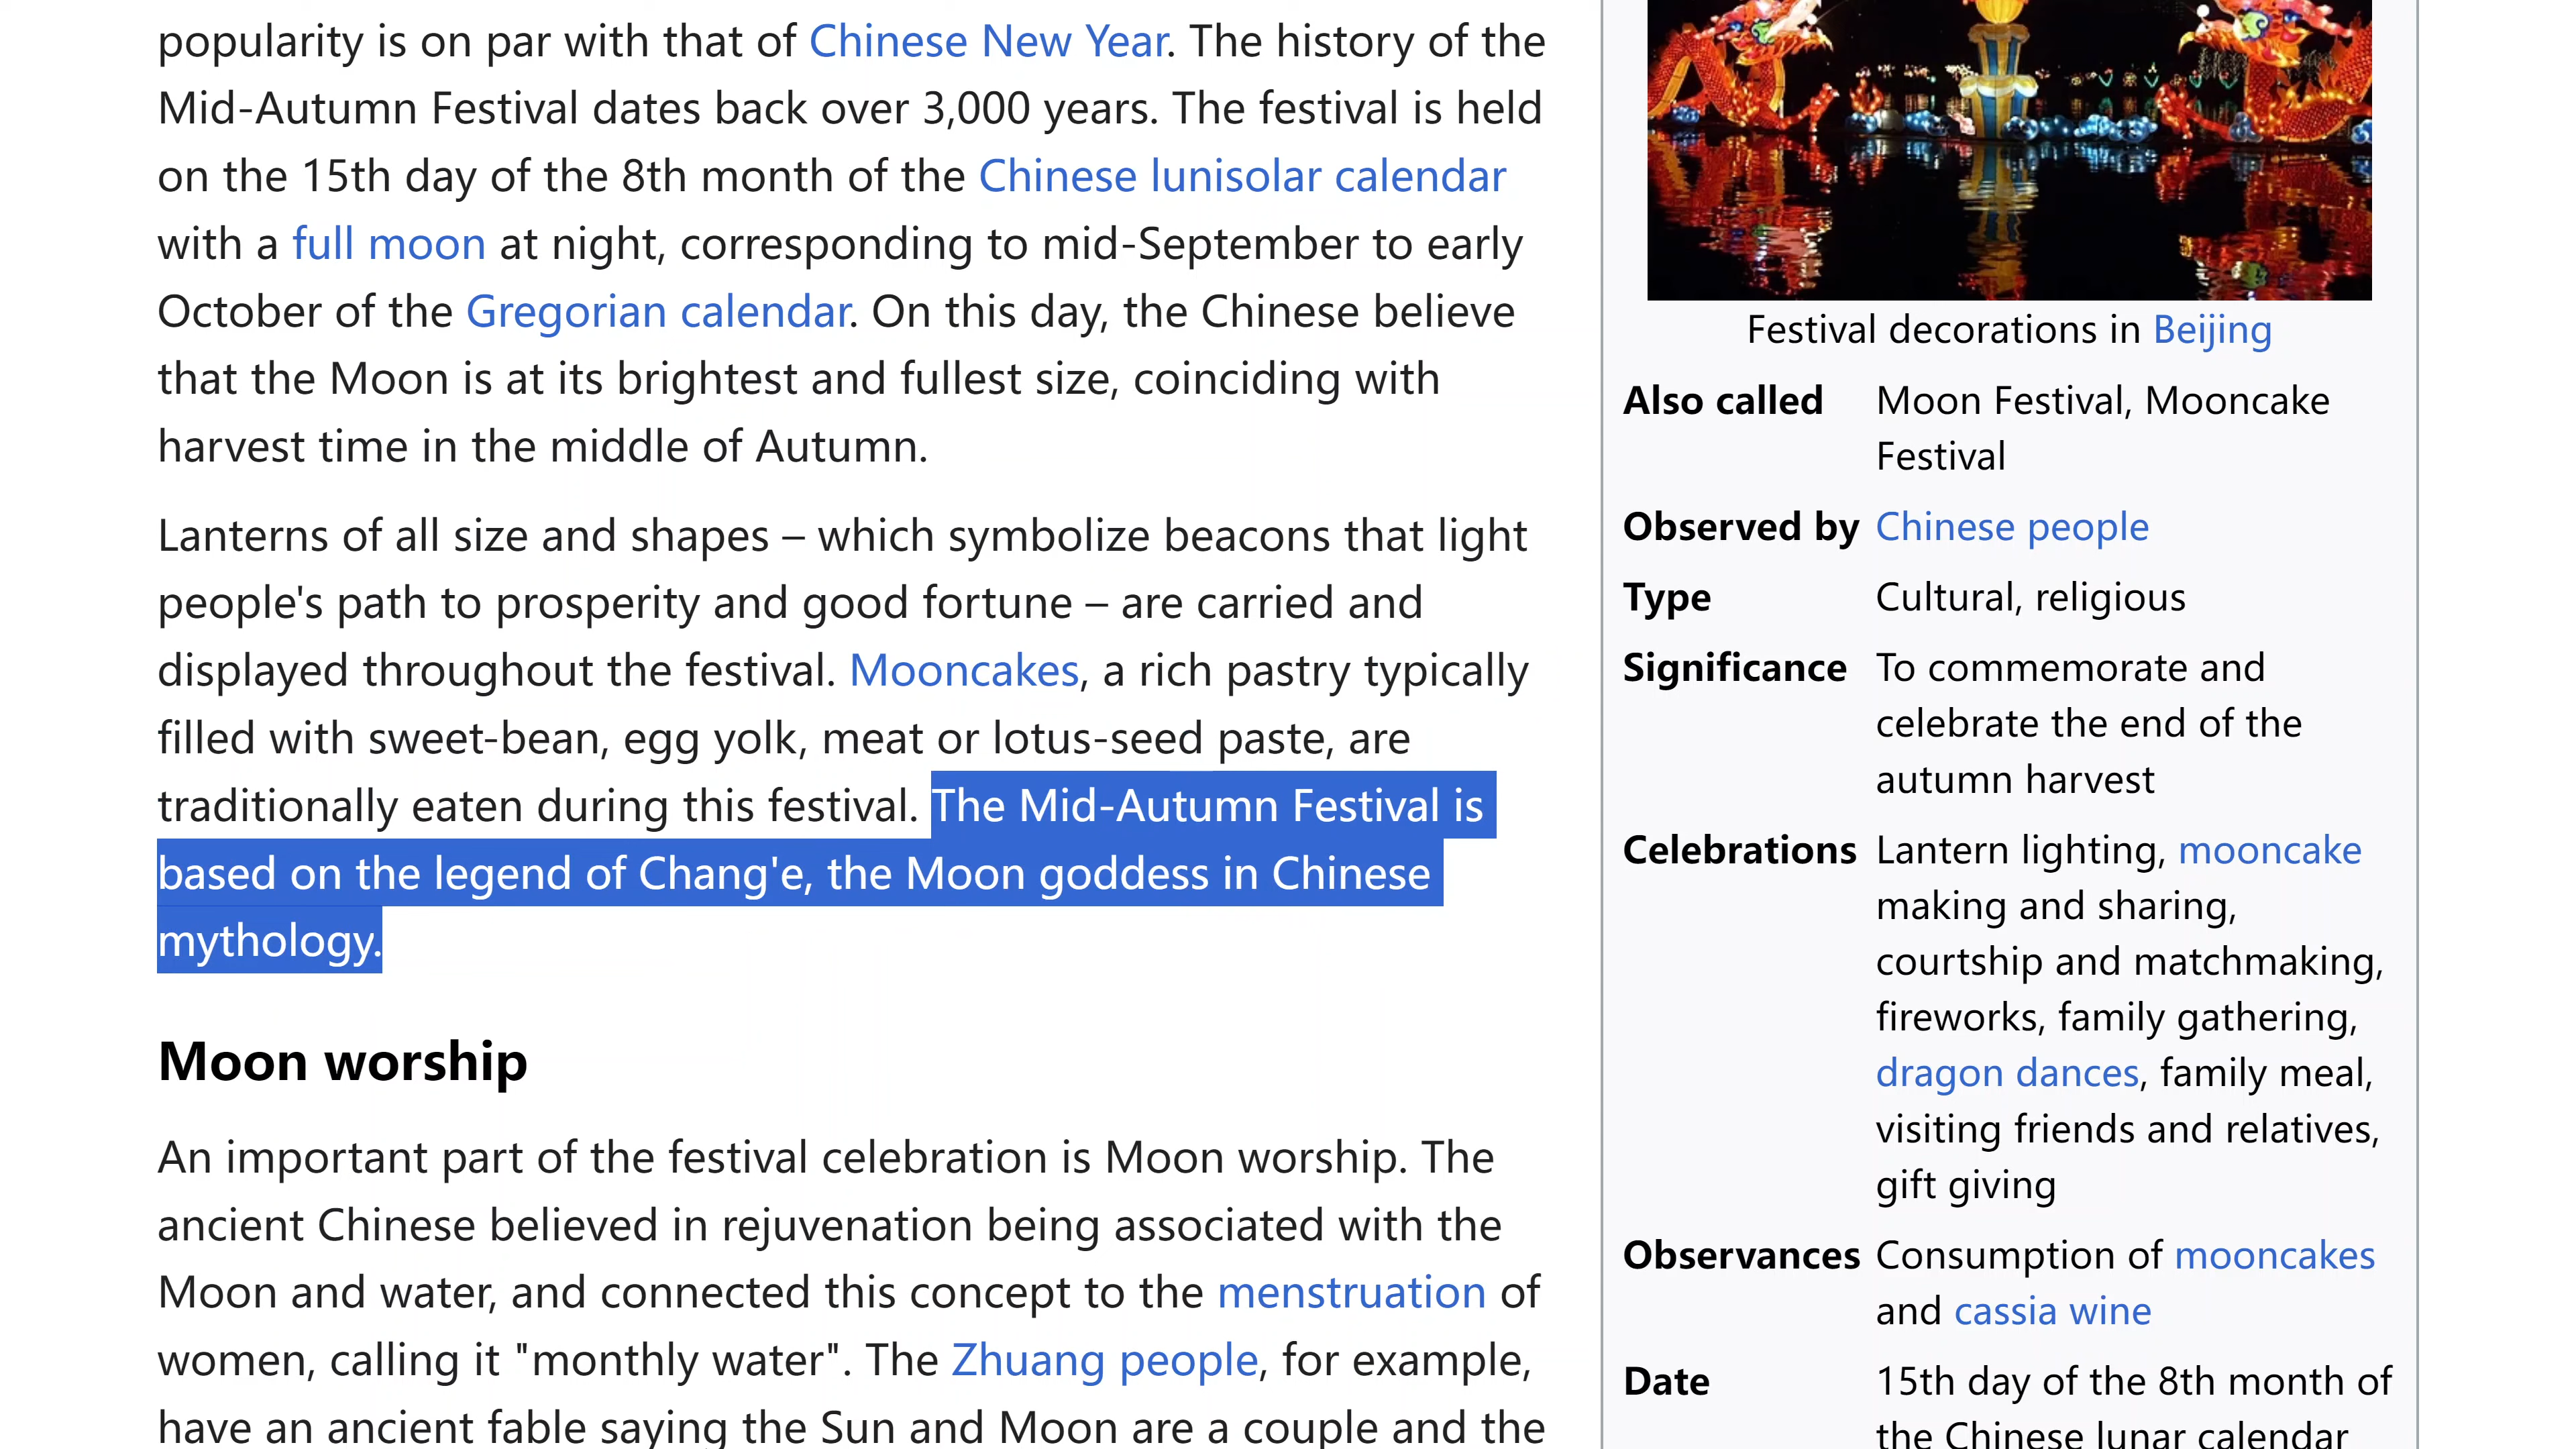 popularity is on par with that of Chinese New Year. The history of the
Mid-Autumn Festival dates back over 3,000 years. The festival is held
on the 15th day of the 8th month of the Chinese lunisolar calendar
with a full moon at night, corresponding to mid-September to early
October of the Gregorian calendar. On this day, the Chinese believe
that the Moon is at its brightest and fullest size, coinciding with
harvest time in the middle of Autumn.
Lanterns of all size and shapes – which symbolize beacons that light
people's path to prosperity and good fortune – are carried and
displayed throughout the festival. Mooncakes, a rich pastry typically
filled with sweet-bean, egg yolk, meat or lotus-seed paste, are
traditionally eaten during this festival. The Mid-Autumn Festival is
based on the legend of Chang'e, the Moon goddess in Chinese
mythology.
Moon worship
An important part of the festival celebration is Moon worship. The
ancient Chinese believed in rejuvenation being associated with the
Moon and water, and connected this concept to the menstruation of
women, calling it "monthly water". The Zhuang people, for example,
have an ancient fable saying the Sun and Moon are a couple and the
Festival decorations in Beijing
Also called Moon Festival, Mooncake
Festival
Observed by Chinese people
Type Cultural, religious
Significance To commemorate and
celebrate the end of the
autumn harvest
Celebrations Lantern lighting, mooncake
making and sharing,
courtship and matchmaking,
fireworks, family gathering,
dragon dances, family meal,
visiting friends and relatives,
gift giving
Observances Consumption of mooncakes
and cassia wine
Date 15th day of the 8th month of
the Chinese lunar calendar